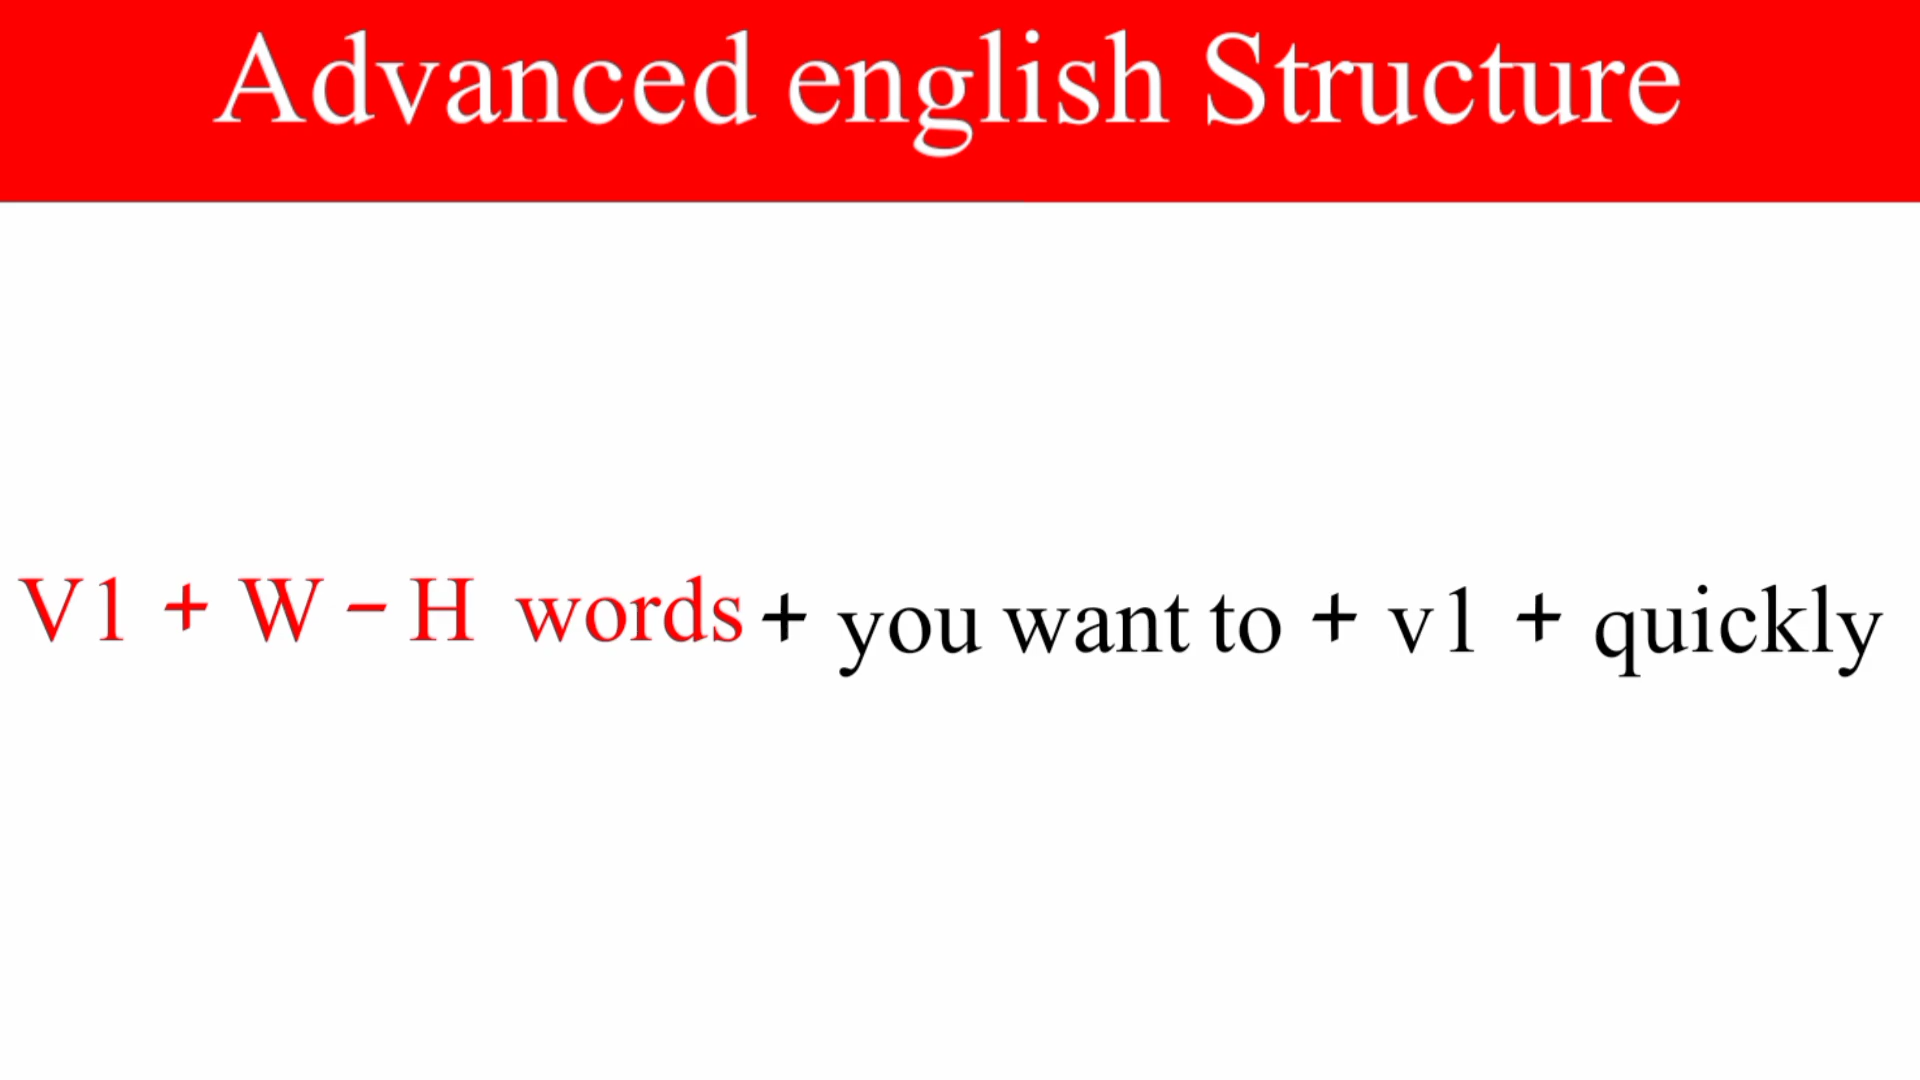 Advanced english Structure
V1 + W - H words + you want to + v1 + quickly